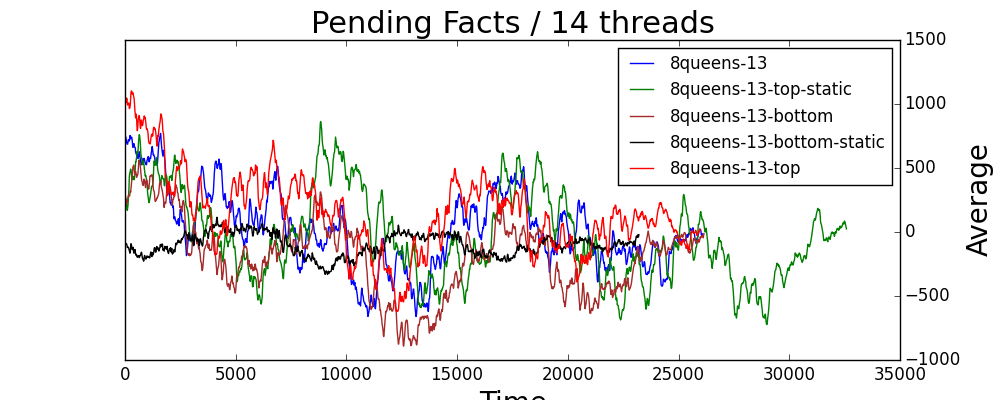 Pending Facts / 14 threads
8queens-13
8queens-13-top-static
8queens-13-bottom
8queens-13-bottom-static
8queens-13-top
1500
1000
500
0
−500
−1000
Average
0
5000
10000
15000
20000
25000
30000
35000
Time